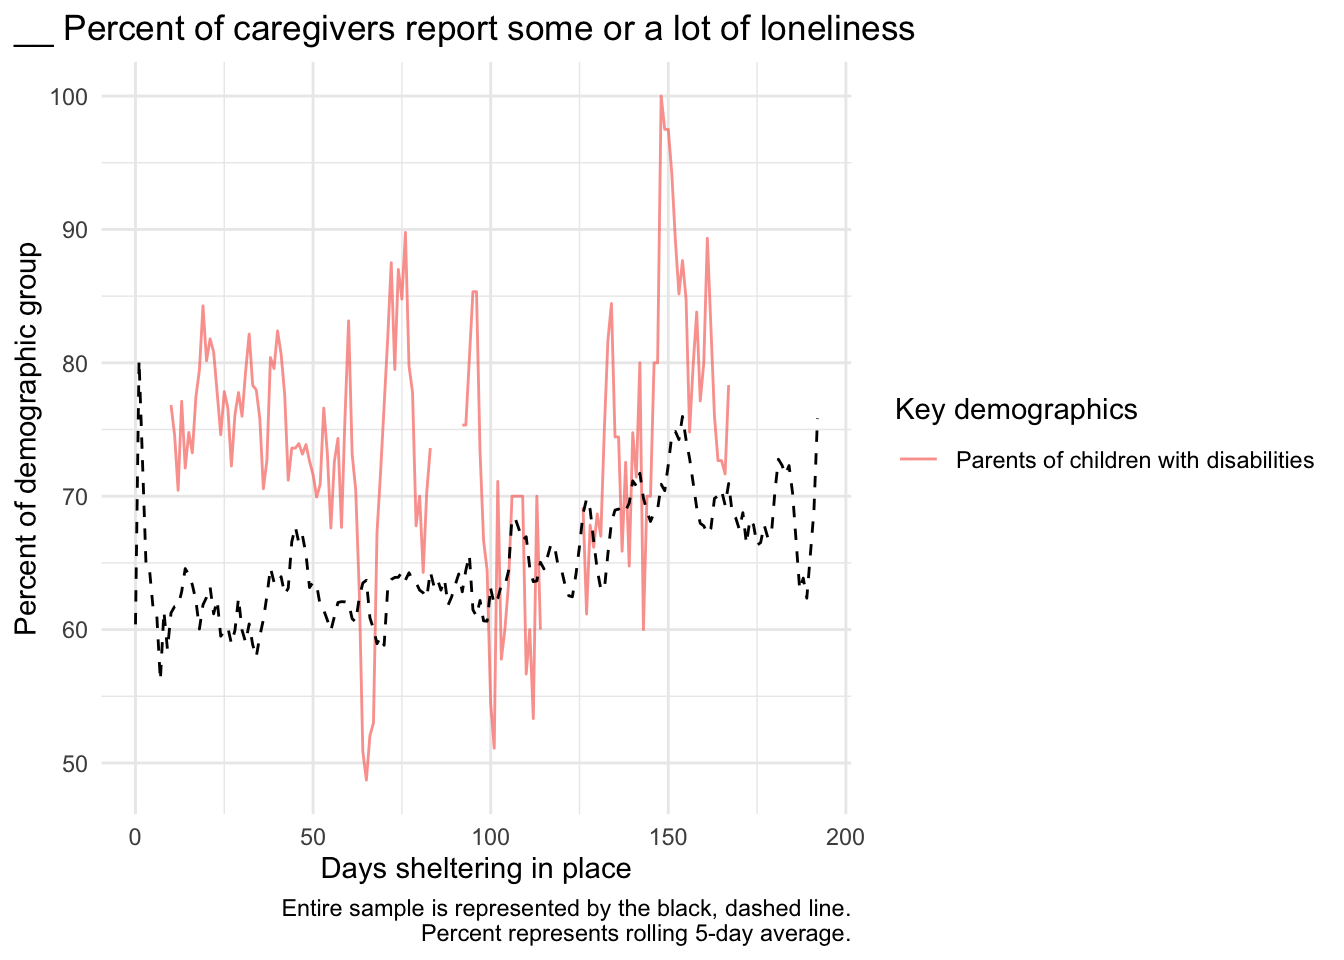 __ Percent of caregivers report some or a lot of loneliness
Percent of demographic group
100
90
80
70
60
50
0 50 100 150 200
Days sheltering in place
Key demographics
Parents of children with disabilities
Entire sample is represented by the black, dashed line.
Percent represents rolling 5-day average.